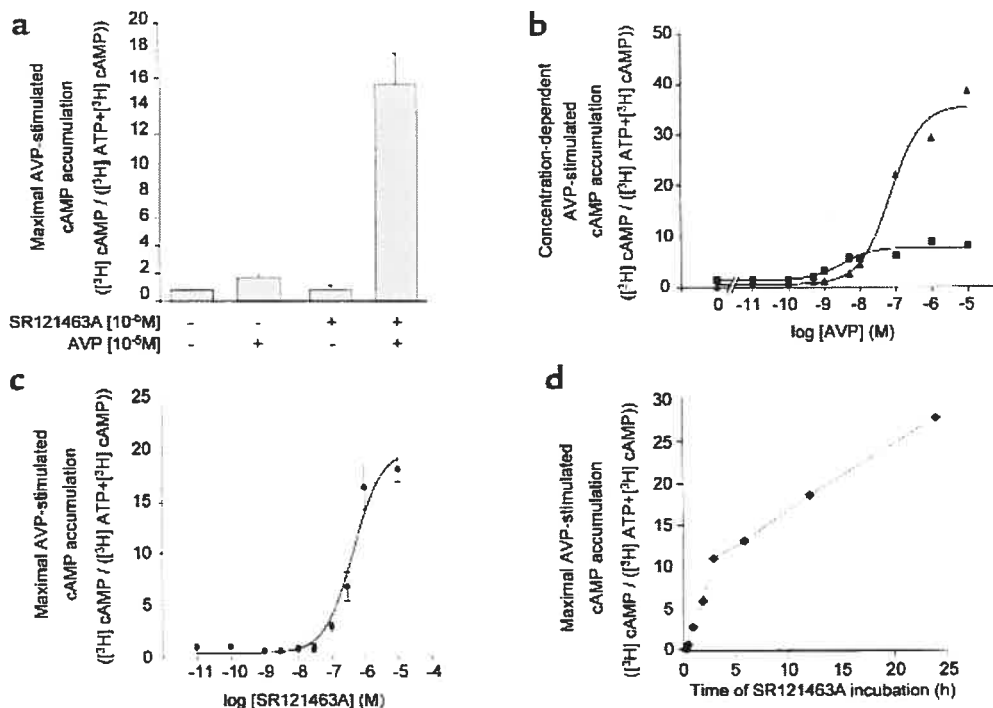 a
Maximal AVP-stimulated
cAMP accumulation
([³H] cAMP / ([³H] ATP+[³H] cAMP))
20
18
16
14
12
10
8
6
4
2
0
SR121463A [10⁻⁵M] - - + +
AVP [10⁻⁵M] - + - +
b
Concentration-dependent
AVP-stimulated
cAMP accumulation
([³H] cAMP / ([³H] ATP+[³H] cAMP))
50
40
30
20
10
0
0 -11 -10 -9 -8 -7 -6 -5
log [AVP] (M)
c
Maximal AVP-stimulated
cAMP accumulation
([³H] cAMP / ([³H] ATP+[³H] cAMP))
25
20
15
10
5
0
-11 -10 -9 -8 -7 -6 -5 -4
log [SR121463A] (M)
d
Maximal AVP-stimulated
cAMP accumulation
([³H] cAMP / ([³H] ATP+[³H] cAMP))
30
25
20
15
10
5
0
0 5 10 15 20 25
Time of SR121463A incubation (h)